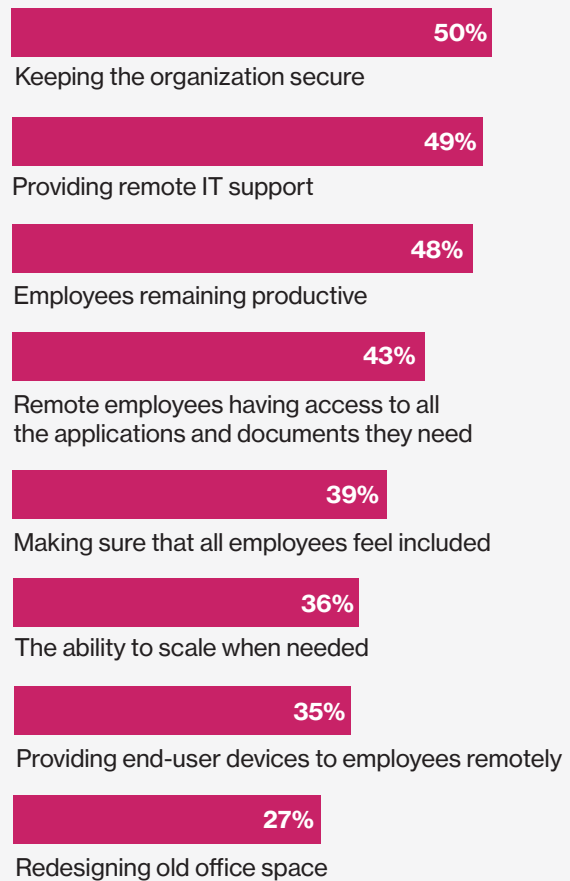 50%
Keeping the organization secure
49%
Providing remote IT support
48%
Employees remaining productive
43%
Remote employees having access to all
the applications and documents they need
39%
Making sure that all employees feel included
36%
The ability to scale when needed
35%
Providing end-user devices to employees remotely
27%
Redesigning old office space